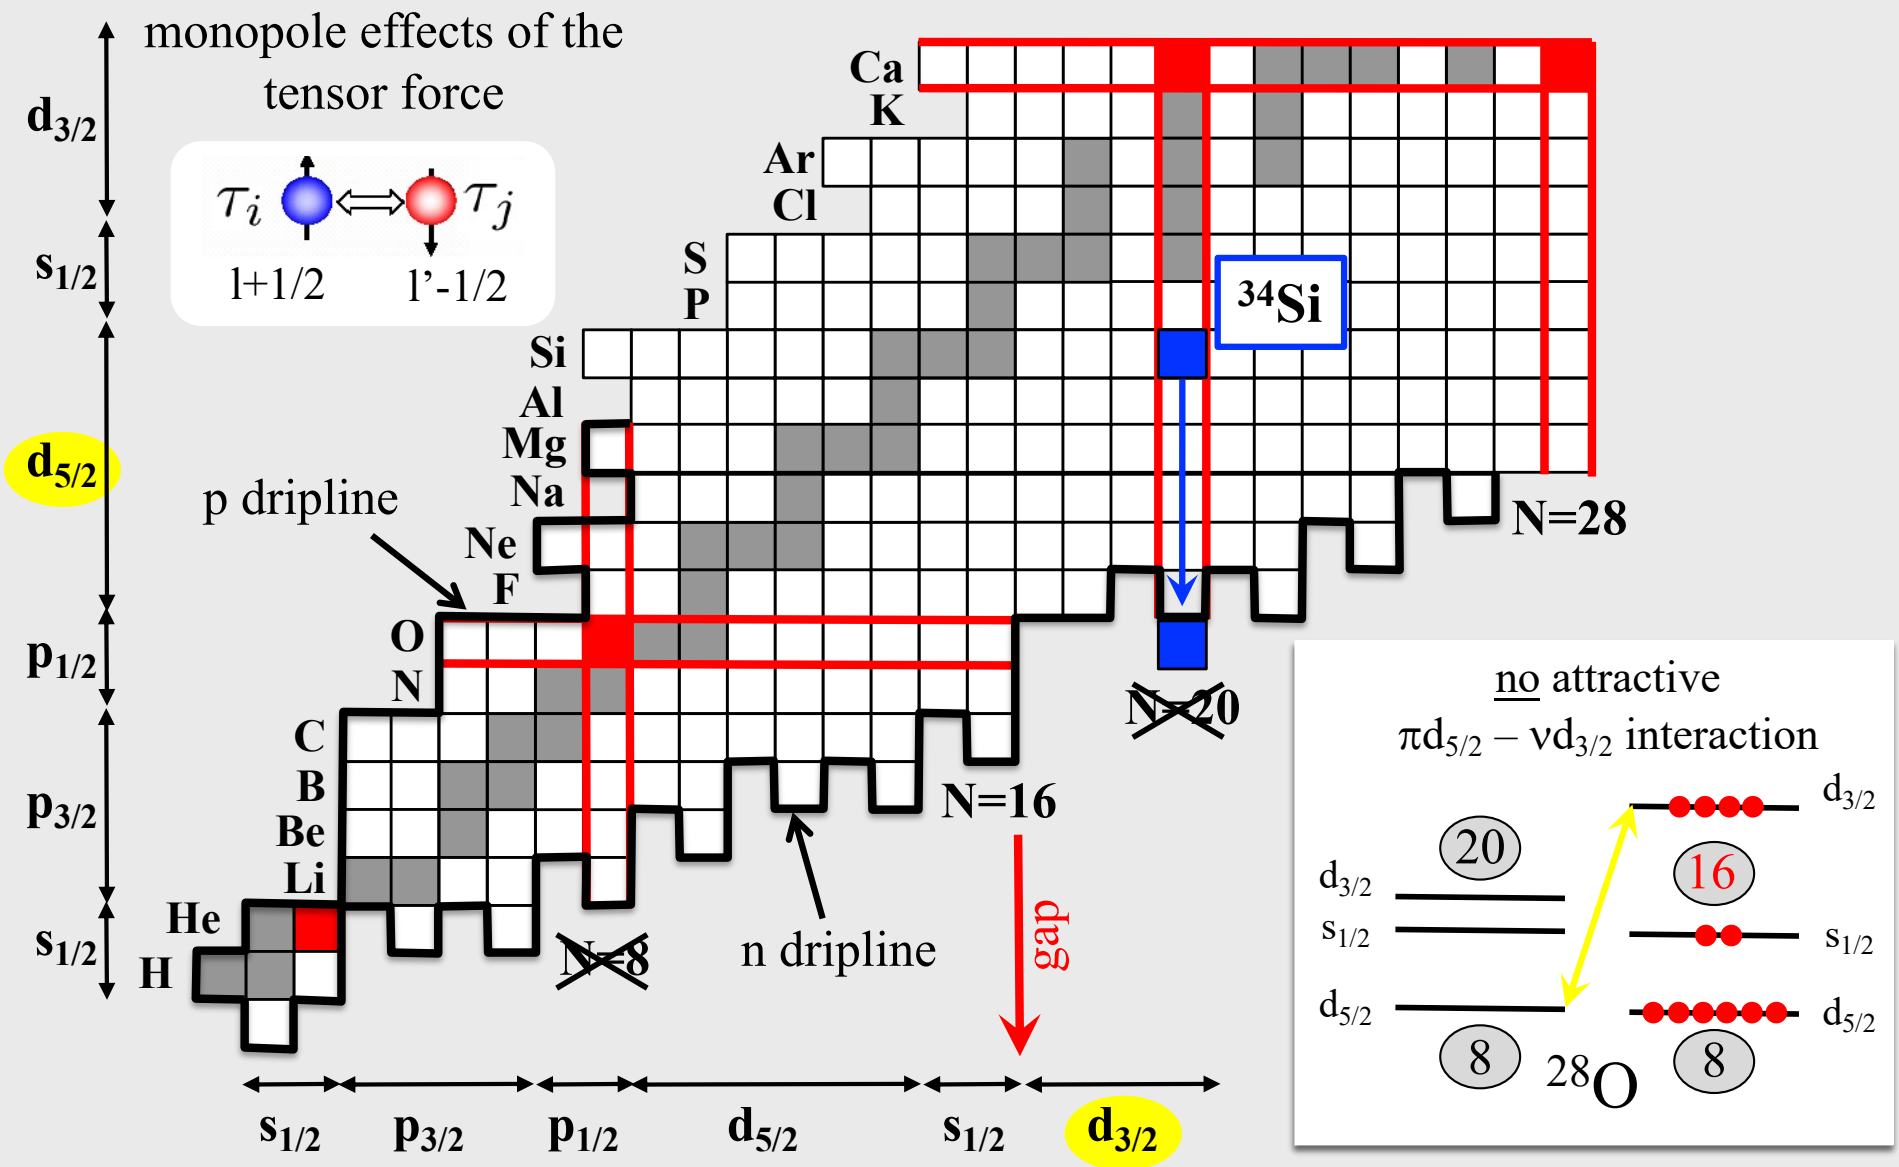 monopole effects of the
tensor force
τi ⇔ τj
l+1/2 l’-1/2
d3/2
s1/2
d5/2
p1/2
p3/2
s1/2
Ca
K
Ar
Cl
S
P
Si
Al
Mg
Na
Ne
F
O
N
C
B
Be
Li
He
H
34Si
p dripline
n dripline
N=28
N=20
N=16
N=8
gap
s1/2 p3/2 p1/2 d5/2 s1/2 d3/2
no attractive
πd5/2 – νd3/2 interaction
d3/2
20
16
d3/2
s1/2 s1/2
d5/2 d5/2
8 8
28O